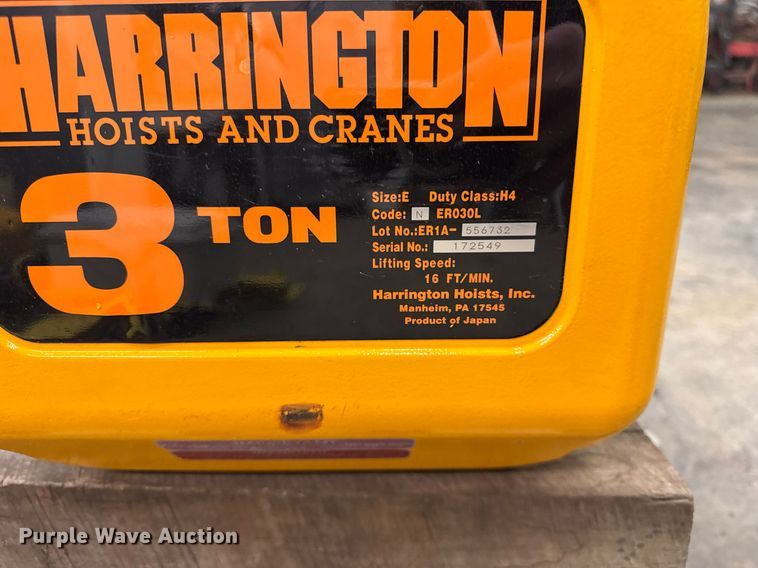 HARRINGTON
HOISTS AND CRANES
3 TON
Size:E Duty Class:H4
Code: N ER030L
Lot No.:ER1A- 556732
Serial No.: 172549
Lifting Speed:
16 FT/MIN.
Harrington Hoists, Inc.
Manheim, PA 17545
Product of Japan
Purple Wave Auction